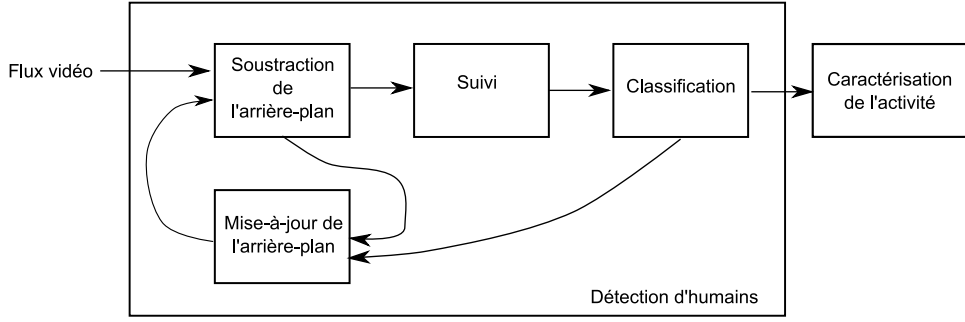 Flux vidéo
Soustraction
de
l'arrière-plan
Suivi
Classification
Caractérisation
de l'activité
Mise-à-jour de
l'arrière-plan
Détection d'humains